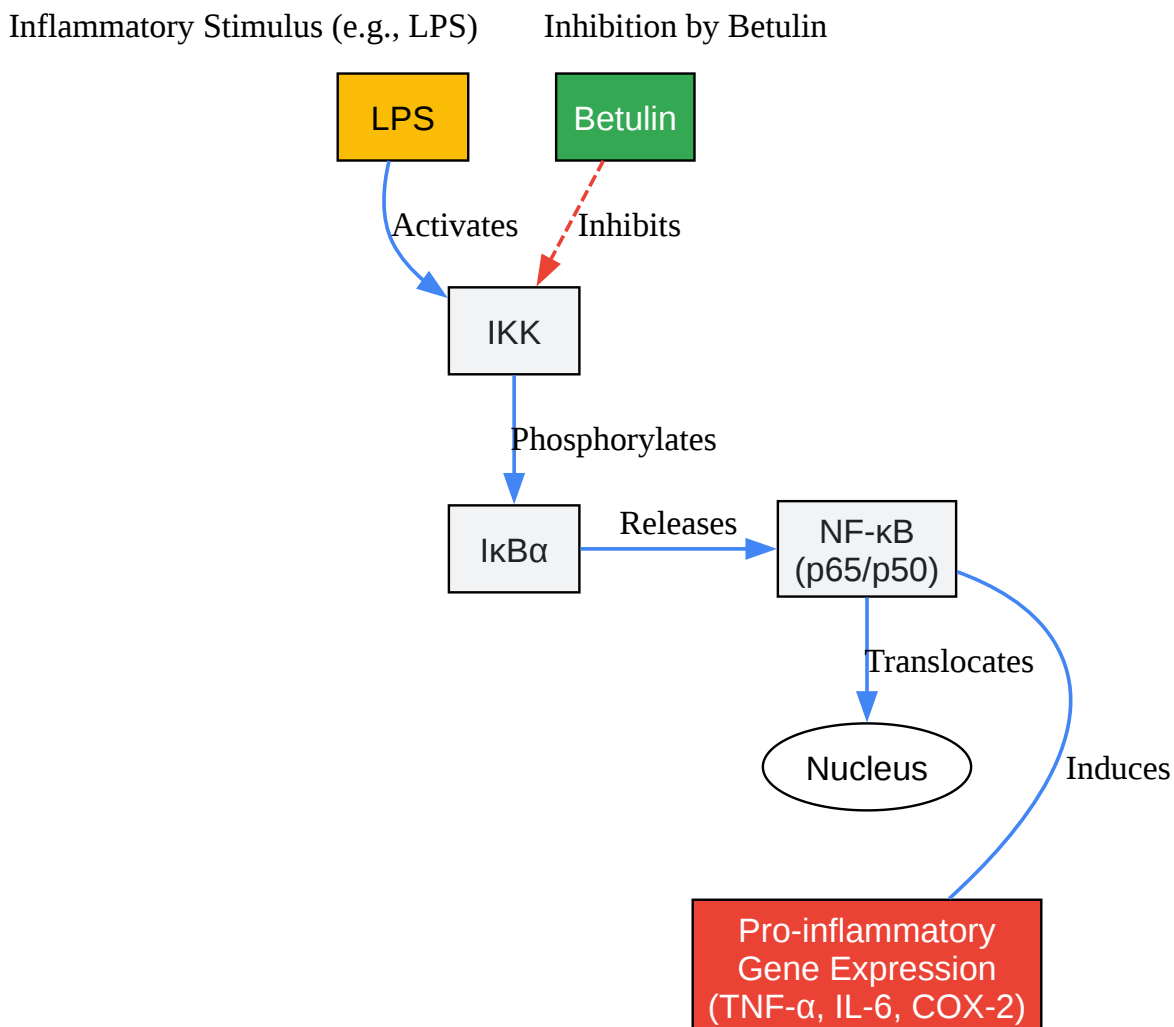 Inflammatory Stimulus (e.g., LPS)
Inhibition by Betulin
LPS
Betulin
Activates
Inhibits
IKK
Phosphorylates
IκBα
Releases
NF-κB
(p65/p50)
Translocates
Nucleus
Induces
Pro-inflammatory
Gene Expression
(TNF-α, IL-6, COX-2)